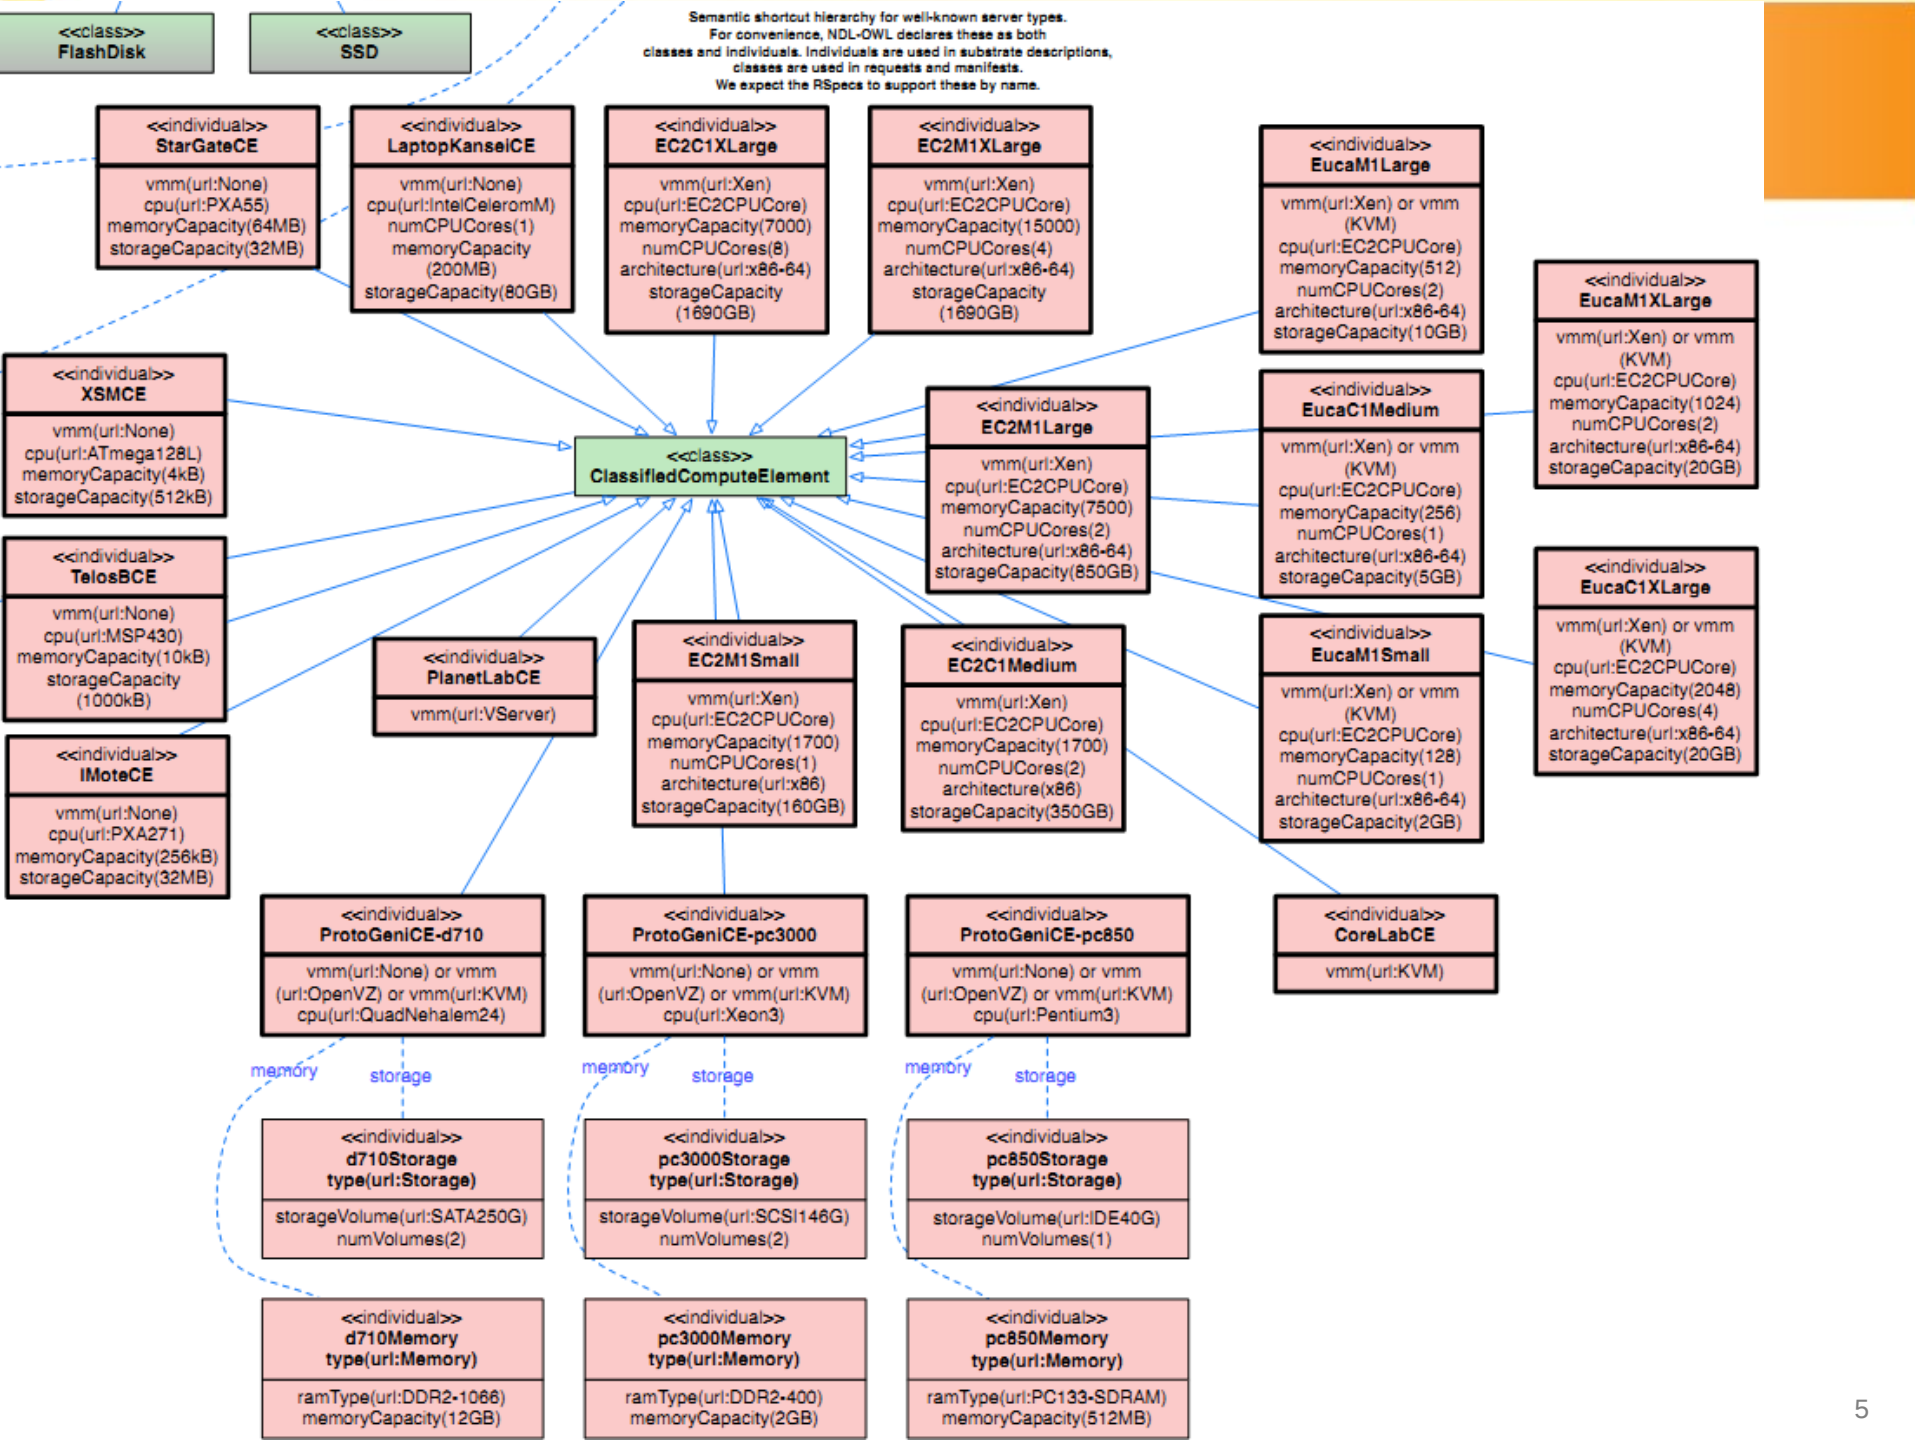 <<class>>
FlashDisk
<<class>>
SSD
Semantic shortcut hierarchy for well-known server types.
For convenience, NDL-OWL declares these as both
classes and individuals. Individuals are used in substrate descriptions,
classes are used in requests and manifests.
We expect the RSpecs to support these by name.
<<individual>>
StarGateCE
vmm(url:None)
cpu(url:PXA55)
memoryCapacity(64MB)
storageCapacity(32MB)
<<individual>>
LaptopKanseiCE
vmm(url:None)
cpu(url:IntelCeleromM)
numCPUCores(1)
memoryCapacity
(200MB)
storageCapacity(80GB)
<<individual>>
EC2C1XLarge
vmm(url:Xen)
cpu(url:EC2CPUCore)
memoryCapacity(7000)
numCPUCores(8)
architecture(url:x86-64)
storageCapacity
(1690GB)
<<individual>>
EC2M1XLarge
vmm(url:Xen)
cpu(url:EC2CPUCore)
memoryCapacity(15000)
numCPUCores(4)
architecture(url:x86-64)
storageCapacity
(1690GB)
<<individual>>
EucaM1Large
vmm(url:Xen) or vmm
(KVM)
cpu(url:EC2CPUCore)
memoryCapacity(512)
numCPUCores(2)
architecture(url:x86-64)
storageCapacity(10GB)
<<individual>>
EucaM1XLarge
vmm(url:Xen) or vmm
(KVM)
cpu(url:EC2CPUCore)
memoryCapacity(1024)
numCPUCores(2)
architecture(url:x86-64)
storageCapacity(20GB)
<<individual>>
XSMCE
vmm(url:None)
cpu(url:ATmega128L)
memoryCapacity(4kB)
storageCapacity(512kB)
<<class>>
ClassifiedComputeElement
<<individual>>
EC2M1Large
vmm(url:Xen)
cpu(url:EC2CPUCore)
memoryCapacity(7500)
numCPUCores(2)
architecture(url:x86-64)
storageCapacity(850GB)
<<individual>>
EucaC1Medium
vmm(url:Xen) or vmm
(KVM)
cpu(url:EC2CPUCore)
memoryCapacity(256)
numCPUCores(1)
architecture(url:x86-64)
storageCapacity(5GB)
<<individual>>
TelosBCE
vmm(url:None)
cpu(url:MSP430)
memoryCapacity(10kB)
storageCapacity
(1000kB)
<<individual>>
EucaC1XLarge
vmm(url:Xen) or vmm
(KVM)
cpu(url:EC2CPUCore)
memoryCapacity(2048)
numCPUCores(4)
architecture(url:x86-64)
storageCapacity(20GB)
<<individual>>
PlanetLabCE
vmm(url:VServer)
<<individual>>
EC2M1Small
vmm(url:Xen)
cpu(url:EC2CPUCore)
memoryCapacity(1700)
numCPUCores(1)
architecture(url:x86)
storageCapacity(160GB)
<<individual>>
EC2C1Medium
vmm(url:Xen)
cpu(url:EC2CPUCore)
memoryCapacity(1700)
numCPUCores(2)
architecture(x86)
storageCapacity(350GB)
<<individual>>
EucaM1Small
vmm(url:Xen) or vmm
(KVM)
cpu(url:EC2CPUCore)
memoryCapacity(128)
numCPUCores(1)
architecture(url:x86-64)
storageCapacity(2GB)
<<individual>>
IMoteCE
vmm(url:None)
cpu(url:PXA271)
memoryCapacity(256kB)
storageCapacity(32MB)
<<individual>>
ProtoGeniCE-d710
vmm(url:None) or vmm
(url:OpenVZ) or vmm(url:KVM)
cpu(url:QuadNehalem24)
<<individual>>
ProtoGeniCE-pc3000
vmm(url:None) or vmm
(url:OpenVZ) or vmm(url:KVM)
cpu(url:Xeon3)
<<individual>>
ProtoGeniCE-pc850
vmm(url:None) or vmm
(url:OpenVZ) or vmm(url:KVM)
cpu(url:Pentium3)
<<individual>>
CoreLabCE
vmm(url:KVM)
memory
storage
memory
storage
memory
storage
<<individual>>
d710Storage
type(url:Storage)
storageVolume(url:SATA250G)
numVolumes(2)
<<individual>>
pc3000Storage
type(url:Storage)
storageVolume(url:SCSI146G)
numVolumes(2)
<<individual>>
pc850Storage
type(url:Storage)
storageVolume(url:IDE40G)
numVolumes(1)
<<individual>>
d710Memory
type(url:Memory)
ramType(url:DDR2-1066)
memoryCapacity(12GB)
<<individual>>
pc3000Memory
type(url:Memory)
ramType(url:DDR2-400)
memoryCapacity(2GB)
<<individual>>
pc850Memory
type(url:Memory)
ramType(url:PC133-SDRAM)
memoryCapacity(512MB)
5